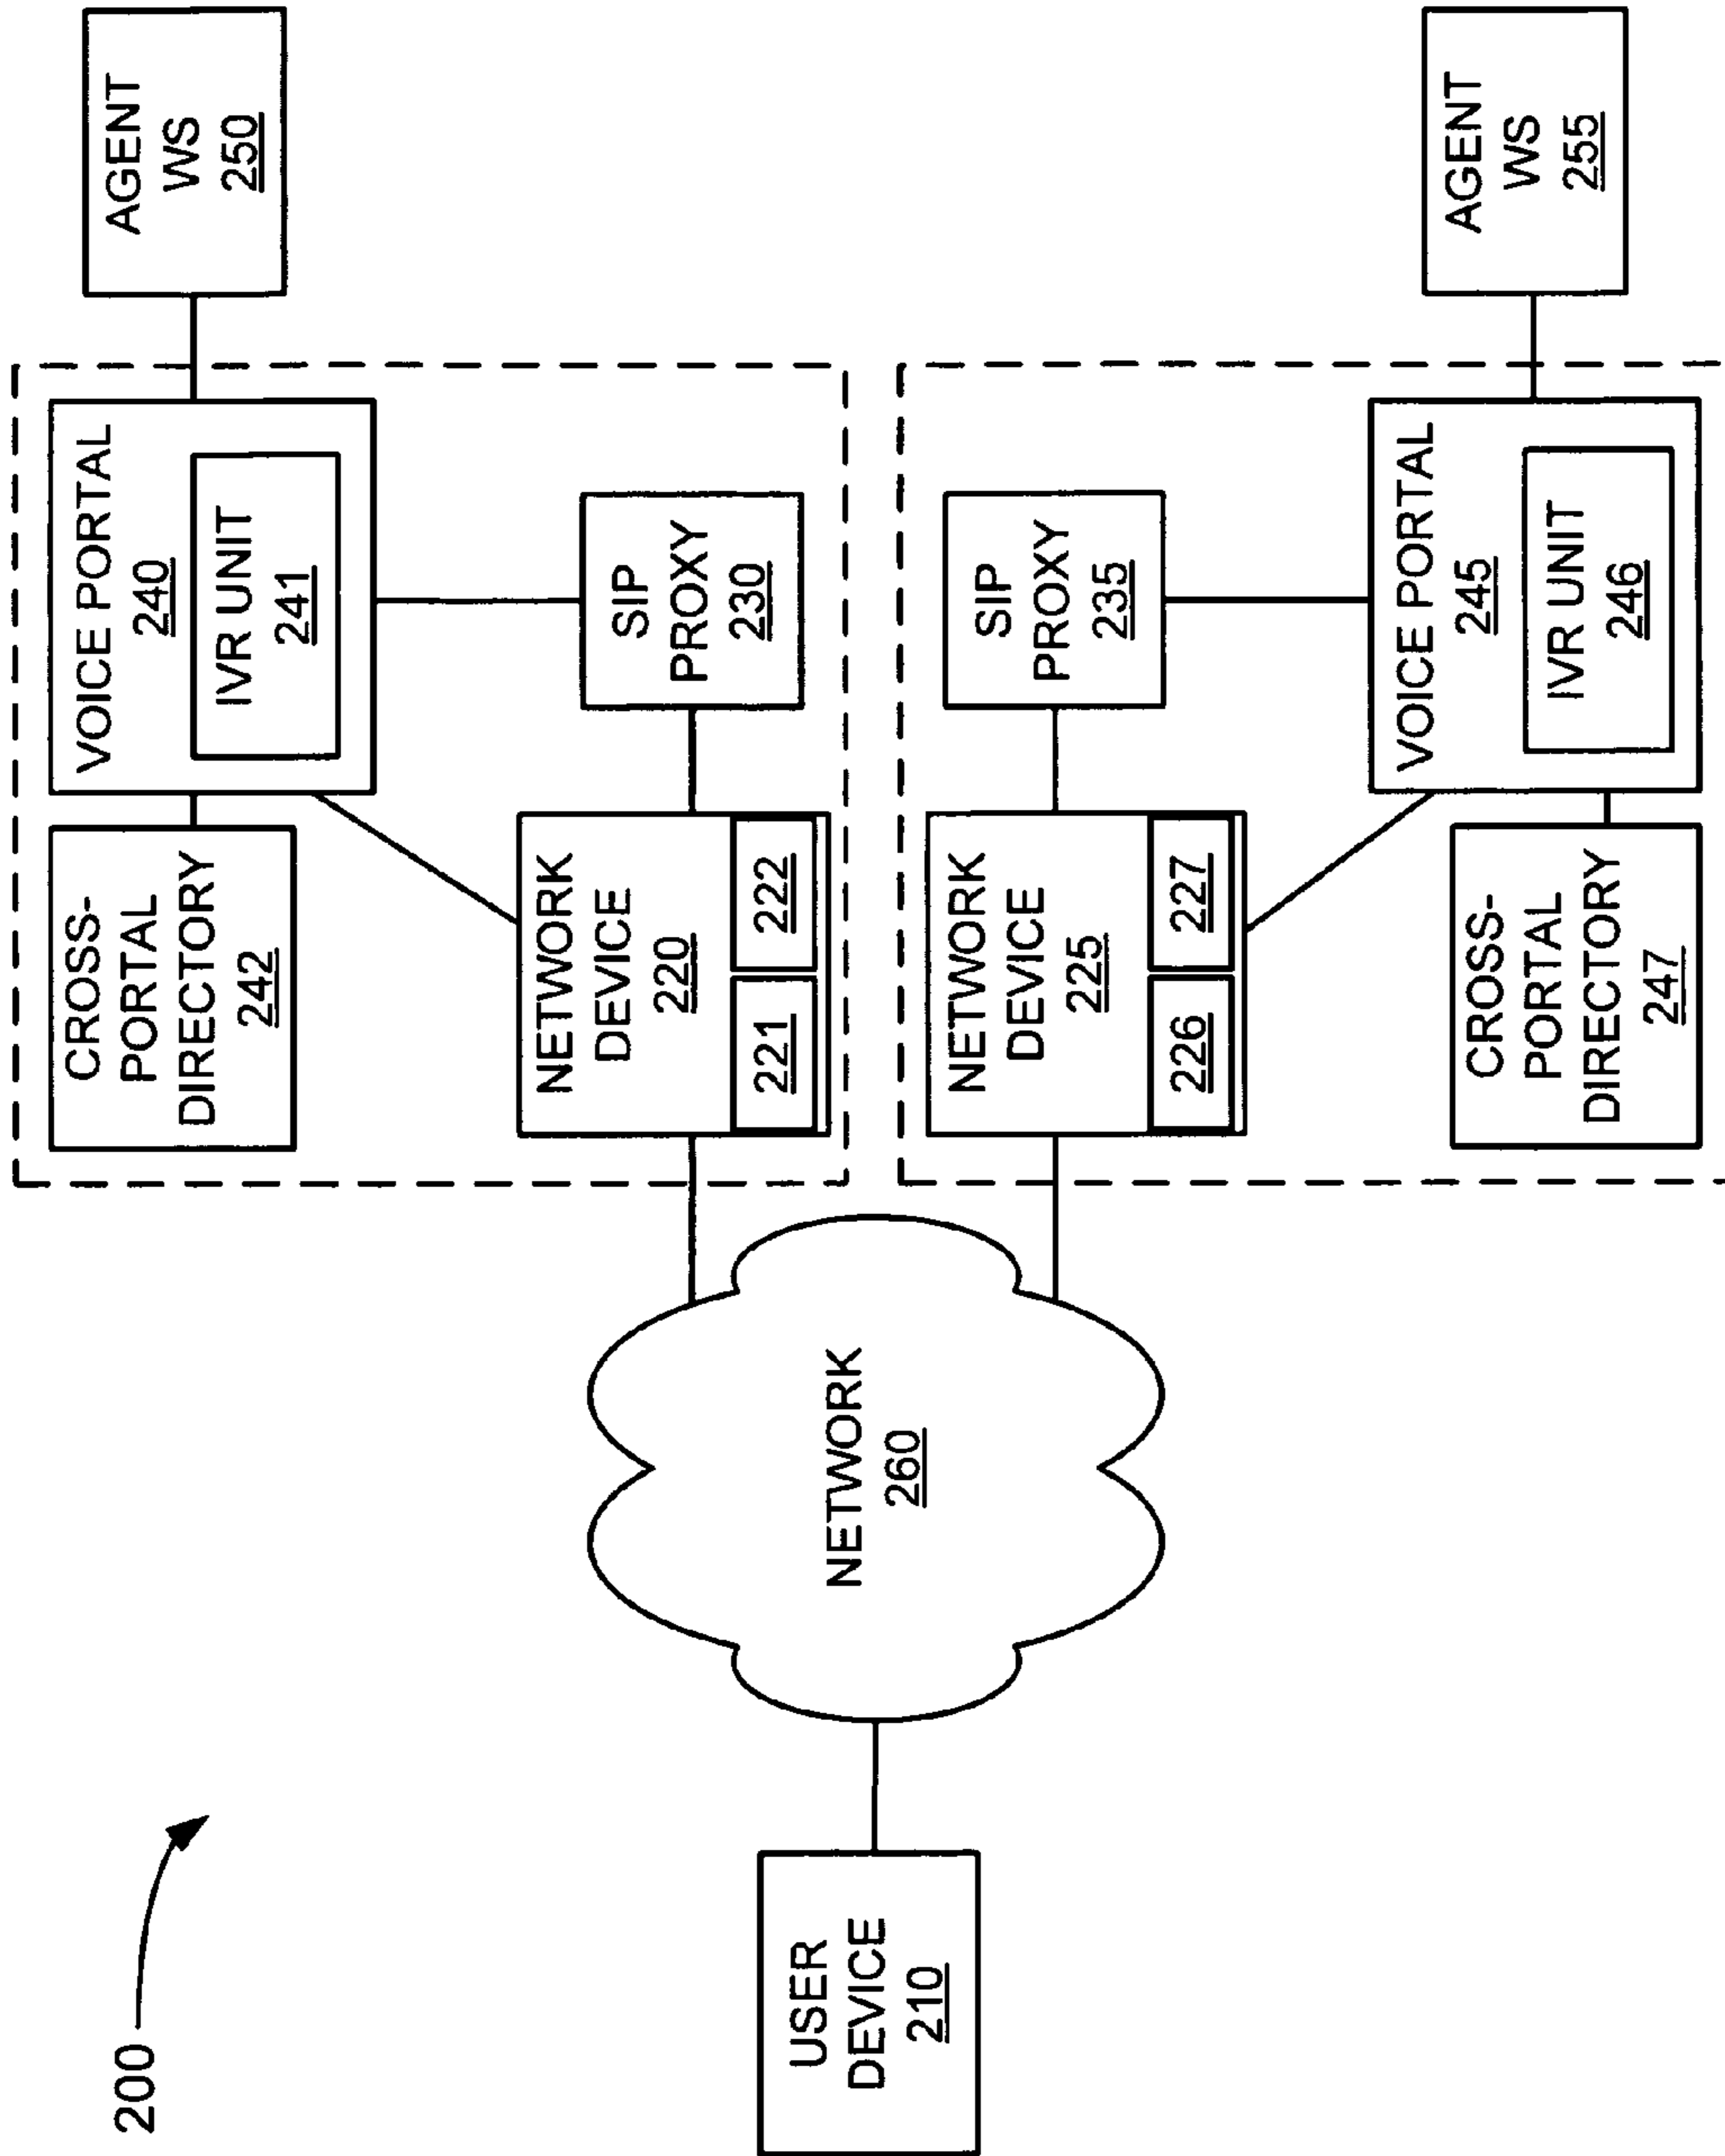 200
USER
DEVICE
210
NETWORK
260
CROSS-
PORTAL
DIRECTORY
242
VOICE PORTAL
240
IVR UNIT
241
NETWORK
DEVICE
220
221
222
SIP
PROXY
230
AGENT
WS
250
NETWORK
DEVICE
225
226
227
SIP
PROXY
235
CROSS-
PORTAL
DIRECTORY
247
VOICE PORTAL
245
IVR UNIT
246
AGENT
WS
255